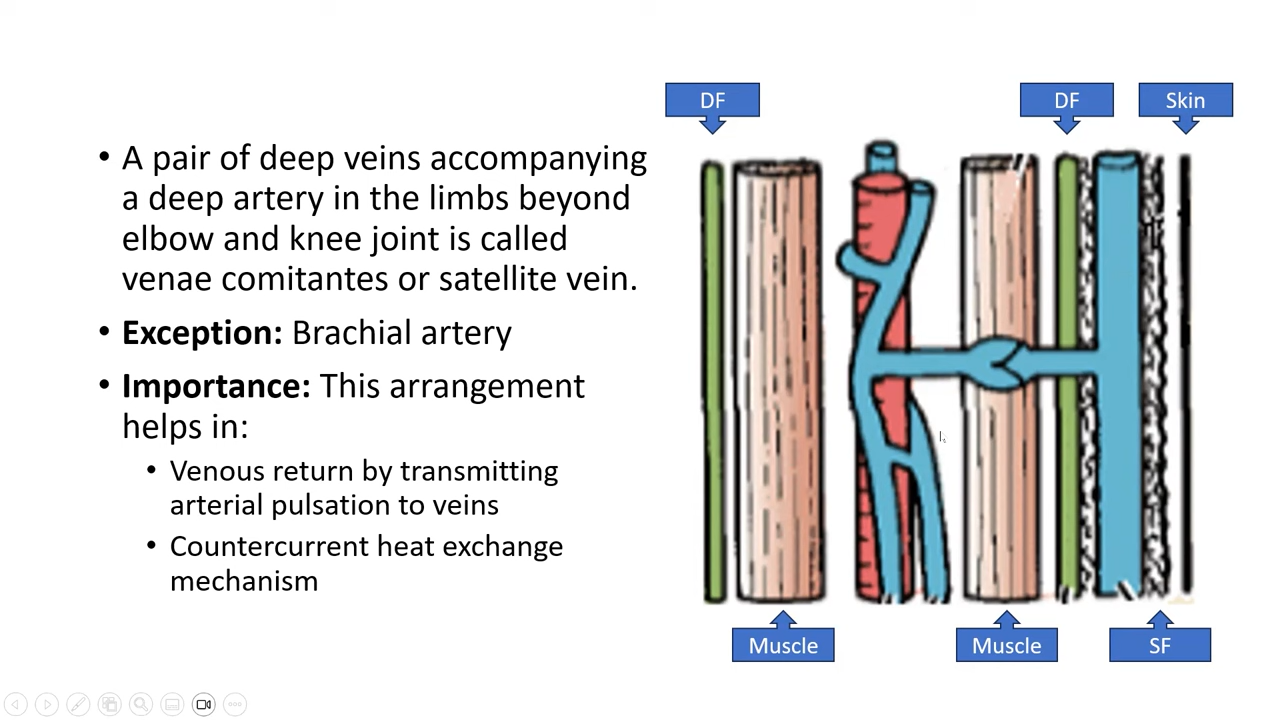 • A pair of deep veins accompanying
a deep artery in the limbs beyond
elbow and knee joint is called
venae comitantes or satellite vein.
• Exception: Brachial artery
• Importance: This arrangement
helps in:
• Venous return by transmitting
arterial pulsation to veins
• Countercurrent heat exchange
mechanism
DF
DF
Skin
Muscle
Muscle
SF